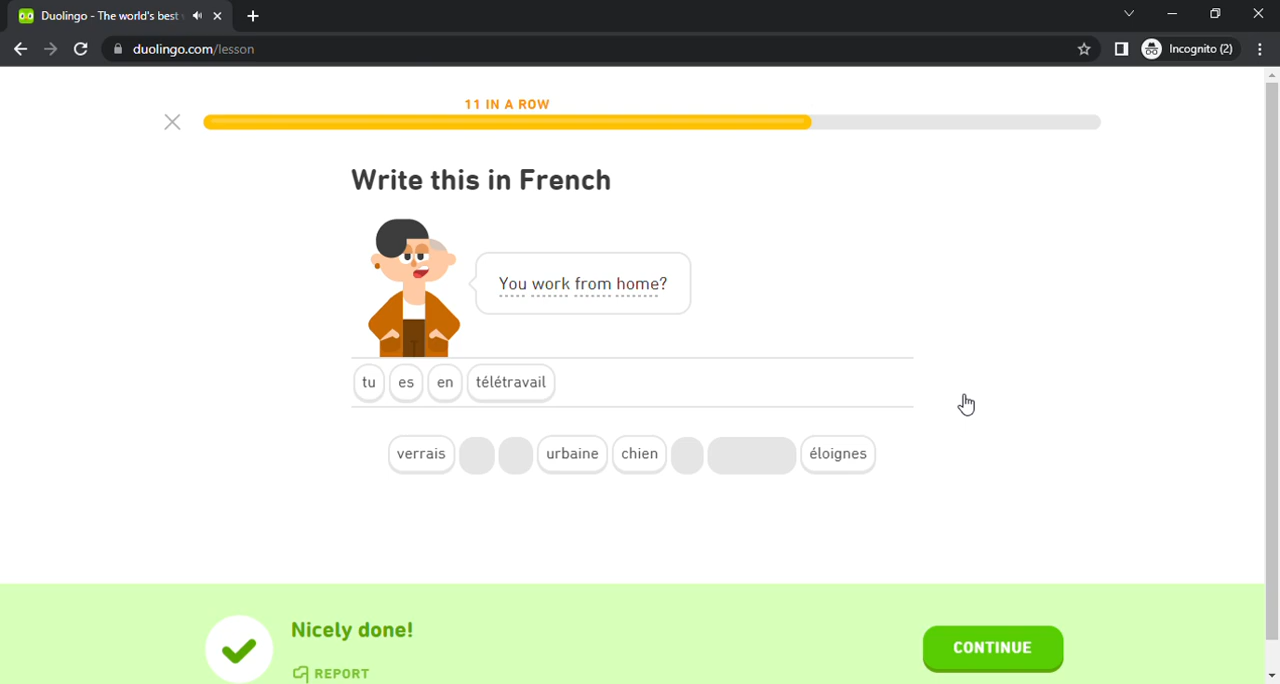 Duolingo - The world's best
duolingo.com/lesson
Incognito (2)
11 IN A ROW
Write this in French
You work from home?
tu es en télétravail
verrais urbaine chien éloignes
Nicely done!
REPORT
CONTINUE